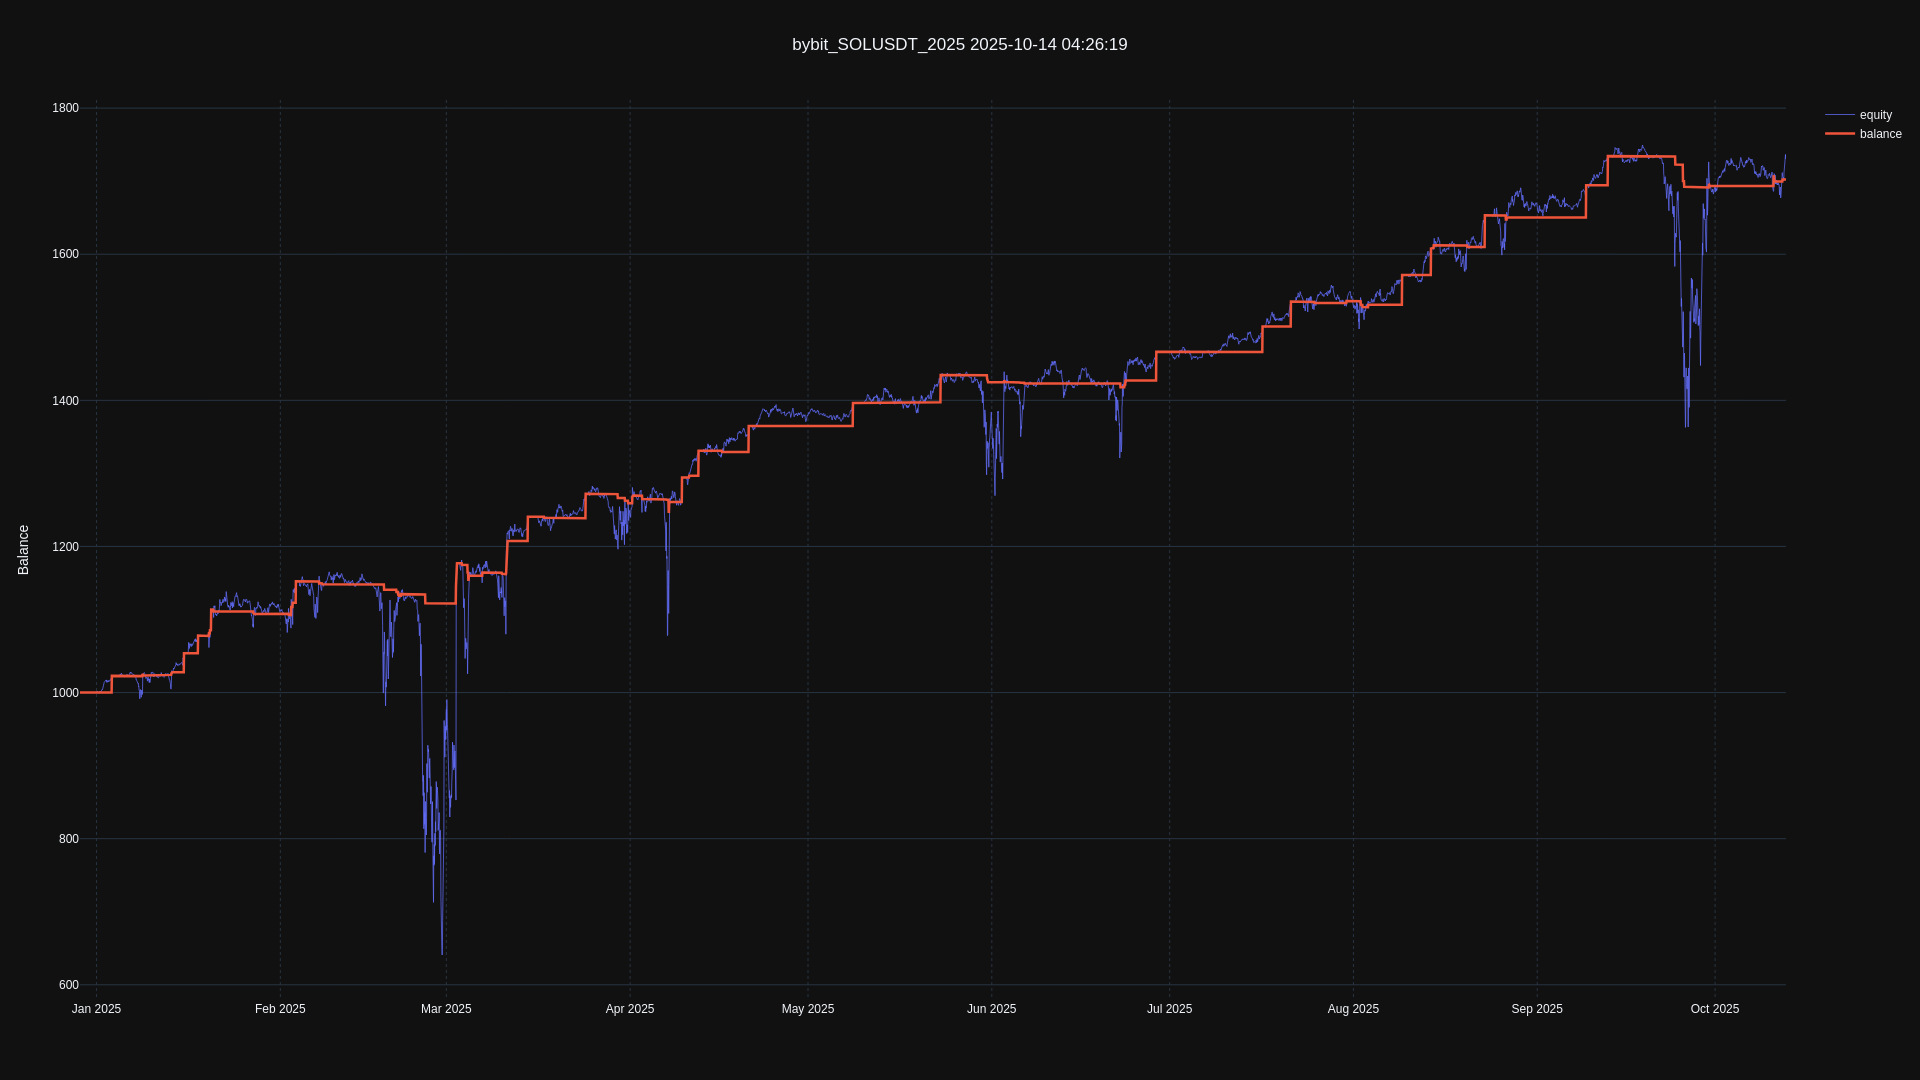 bybit_SOLUSDT_2025 2025-10-14 04:26:19
equity
balance
Balance
1800
1600
1400
1200
1000
800
600
Jan 2025
Feb 2025
Mar 2025
Apr 2025
May 2025
Jun 2025
Jul 2025
Aug 2025
Sep 2025
Oct 2025